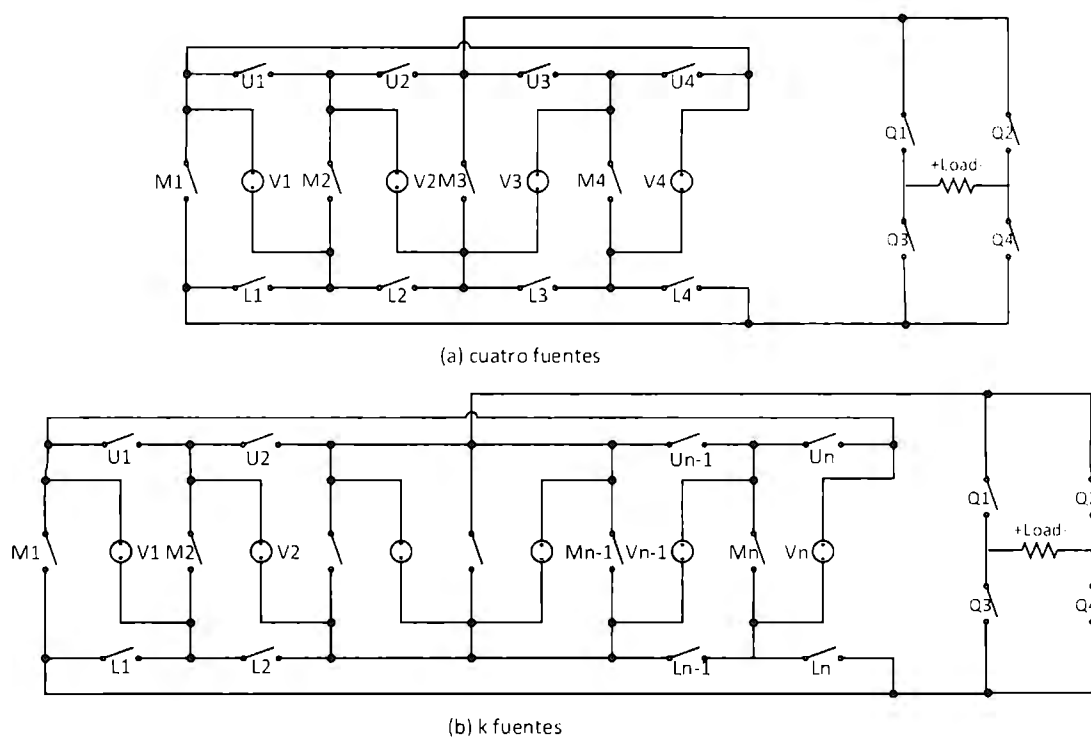 U1 U2 U3 U4
Q1 Q2
+Load-
M1 V1 M2 V2 M3 V3 M4 V4
Q3 Q4
L1 L2 L3 L4
(a) cuatro fuentes
U1 U2 Un-1 Un
Q1
+Load-
M1 V1 M2 V2 Mn-1 Vn-1 Mn Vn
Q3
L1 L2 Ln-1 Ln
(b) k fuentes